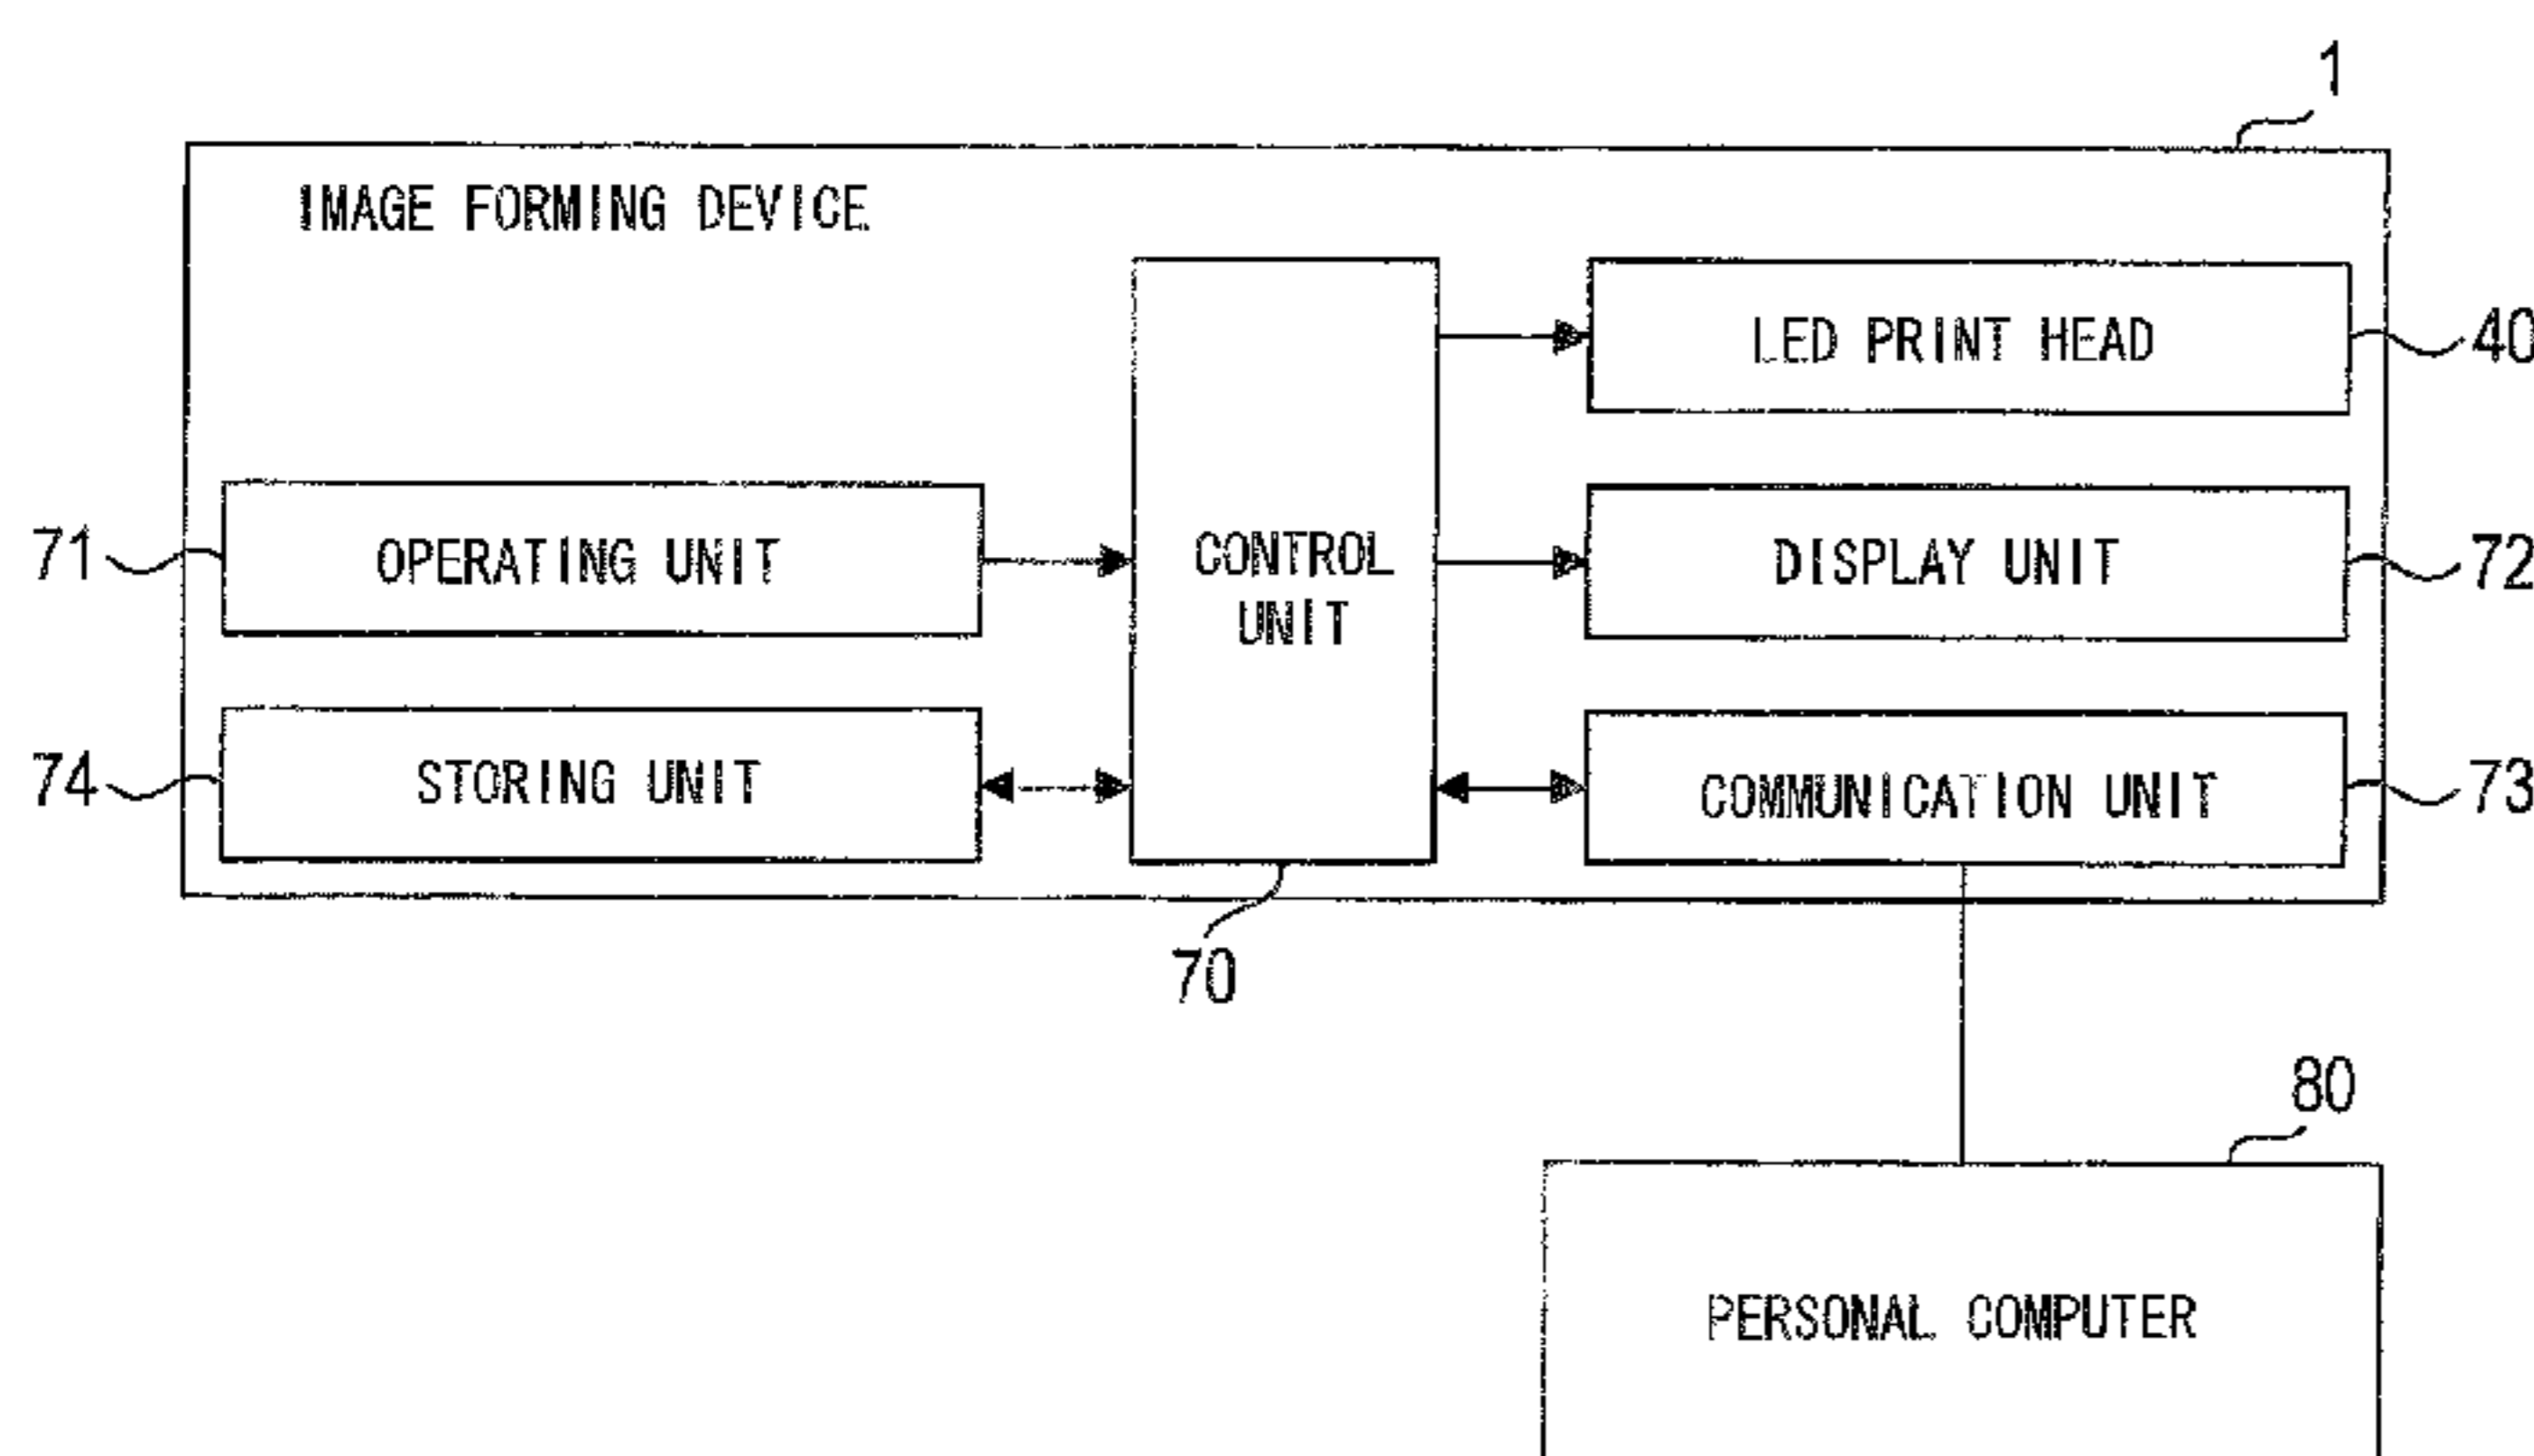 1
IMAGE FORMING DEVICE
LED PRINT HEAD
40
71
OPERATING UNIT
CONTROL
UNIT
DISPLAY UNIT
72
74
STORING UNIT
COMMUNICATION UNIT
73
70
80
PERSONAL COMPUTER